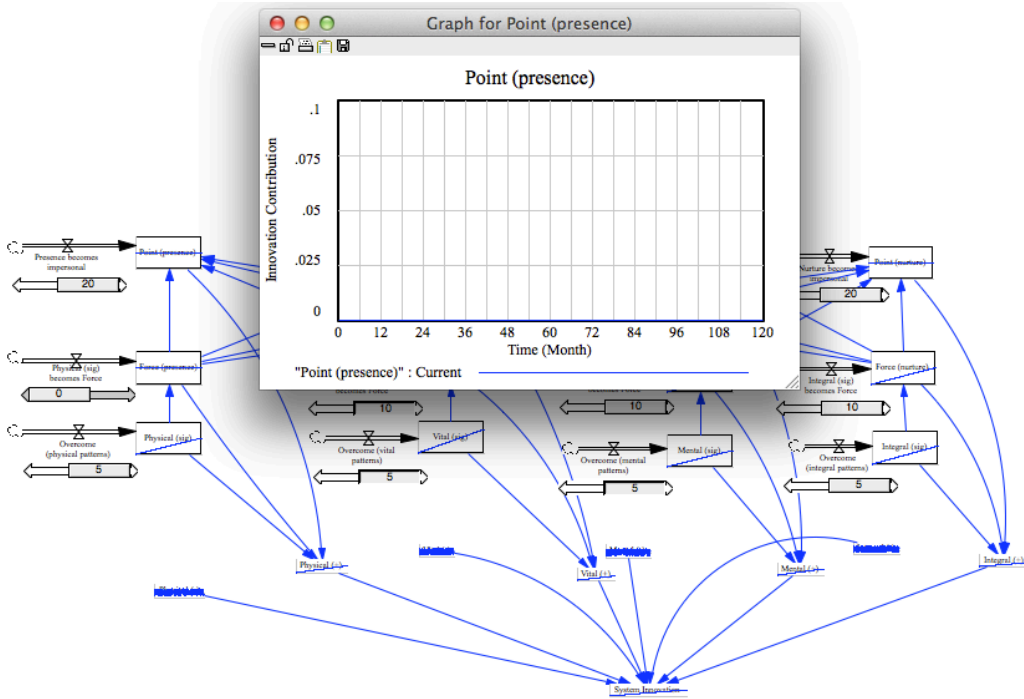 Graph for Point (presence)
Point (presence)
Innovation Contribution
.1
.075
.05
.025
0
0 12 24 36 48 60 72 84 96 108 120
Time (Month)
"Point (presence)" : Current
Presence becomes
impersonal
20
Point (presence)
Nurture becomes
impersonal
20
Point (nurture)
Physical (sig)
becomes Force
0
Force (presence)
becomes Force
10
10
Integral (sig)
becomes Force
10
Force (nurture)
Overcome
(physical patterns)
5
Physical (sig)
Overcome (vital
patterns)
5
Vital (sig)
Overcome (mental
patterns)
5
Mental (sig)
Overcome
(integral patterns)
5
Integral (sig)
Physical (+)
Vital (+)
Mental (+)
Integral (+)
System Innovation